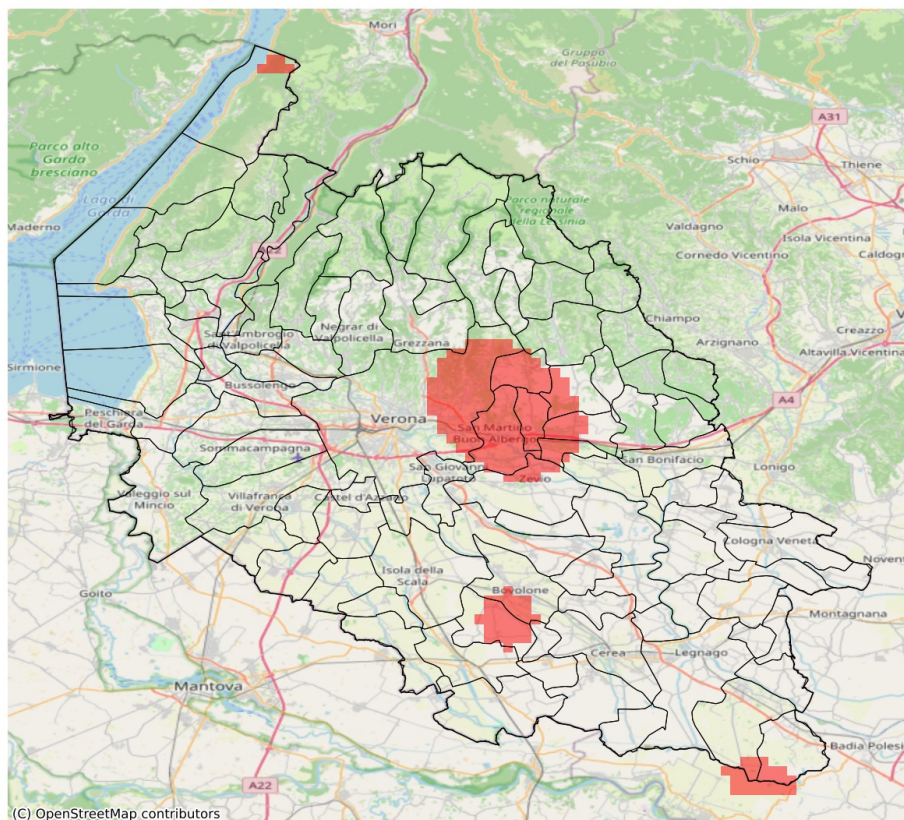 Mori
Gruppo
del Pasubio
A31
Parco alto
Garda
bresciano
Schio
Thiene
Lago di
Garda
Parco naturale
regionale
della Lessinia
Malo
Maderno
Valdagno
Isola Vicentina
Cornedo Vicentino
Caldog
A22
Chiampo
Sant'Ambrogio
di Valpolicella
Negrar di
Valpolicella
Grezzana
Arzignano
Creazzo
Altavilla Vicentina
Sirmione
Bussolengo
A4
Peschiera
del Garda
Verona
San Martino
Buon Albergo
Sommacampagna
San Giovanni
Lupatoto
Zevio
San Bonifacio
Lonigo
Valeggio sul
Mincio
Villafranca
di Verona
Castel d'Azzano
Cologna Veneta
Isola della
Scala
Noven
Goito
Bovolone
Montagnana
Cerea
Legnago
Mantova
Badia Polesi
A22
(C) OpenStreetMap contributors